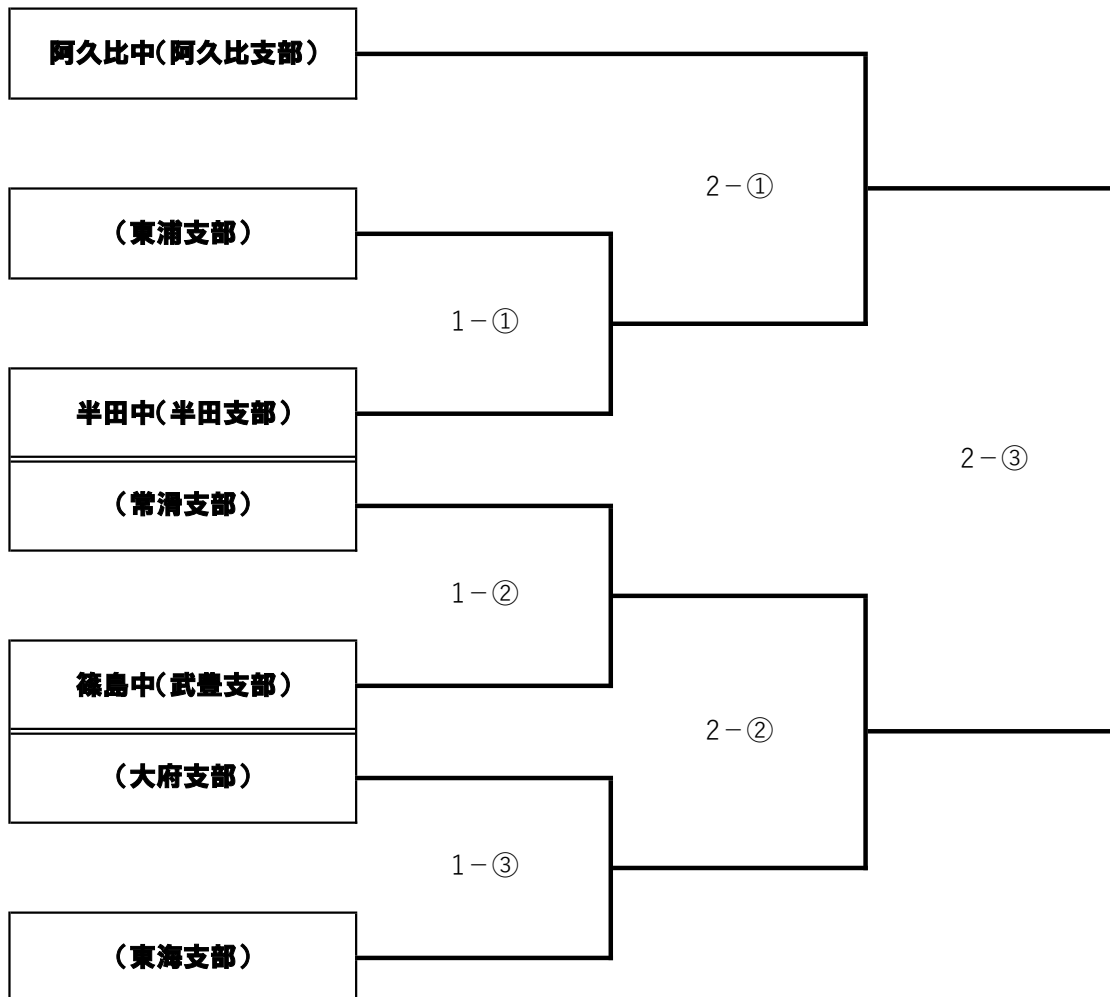 阿久比中(阿久比支部)
2-①
(東浦支部)
1-①
半田中(半田支部)
2-③
(常滑支部)
1-②
篠島中(武豊支部)
2-②
(大府支部)
1-③
(東海支部)